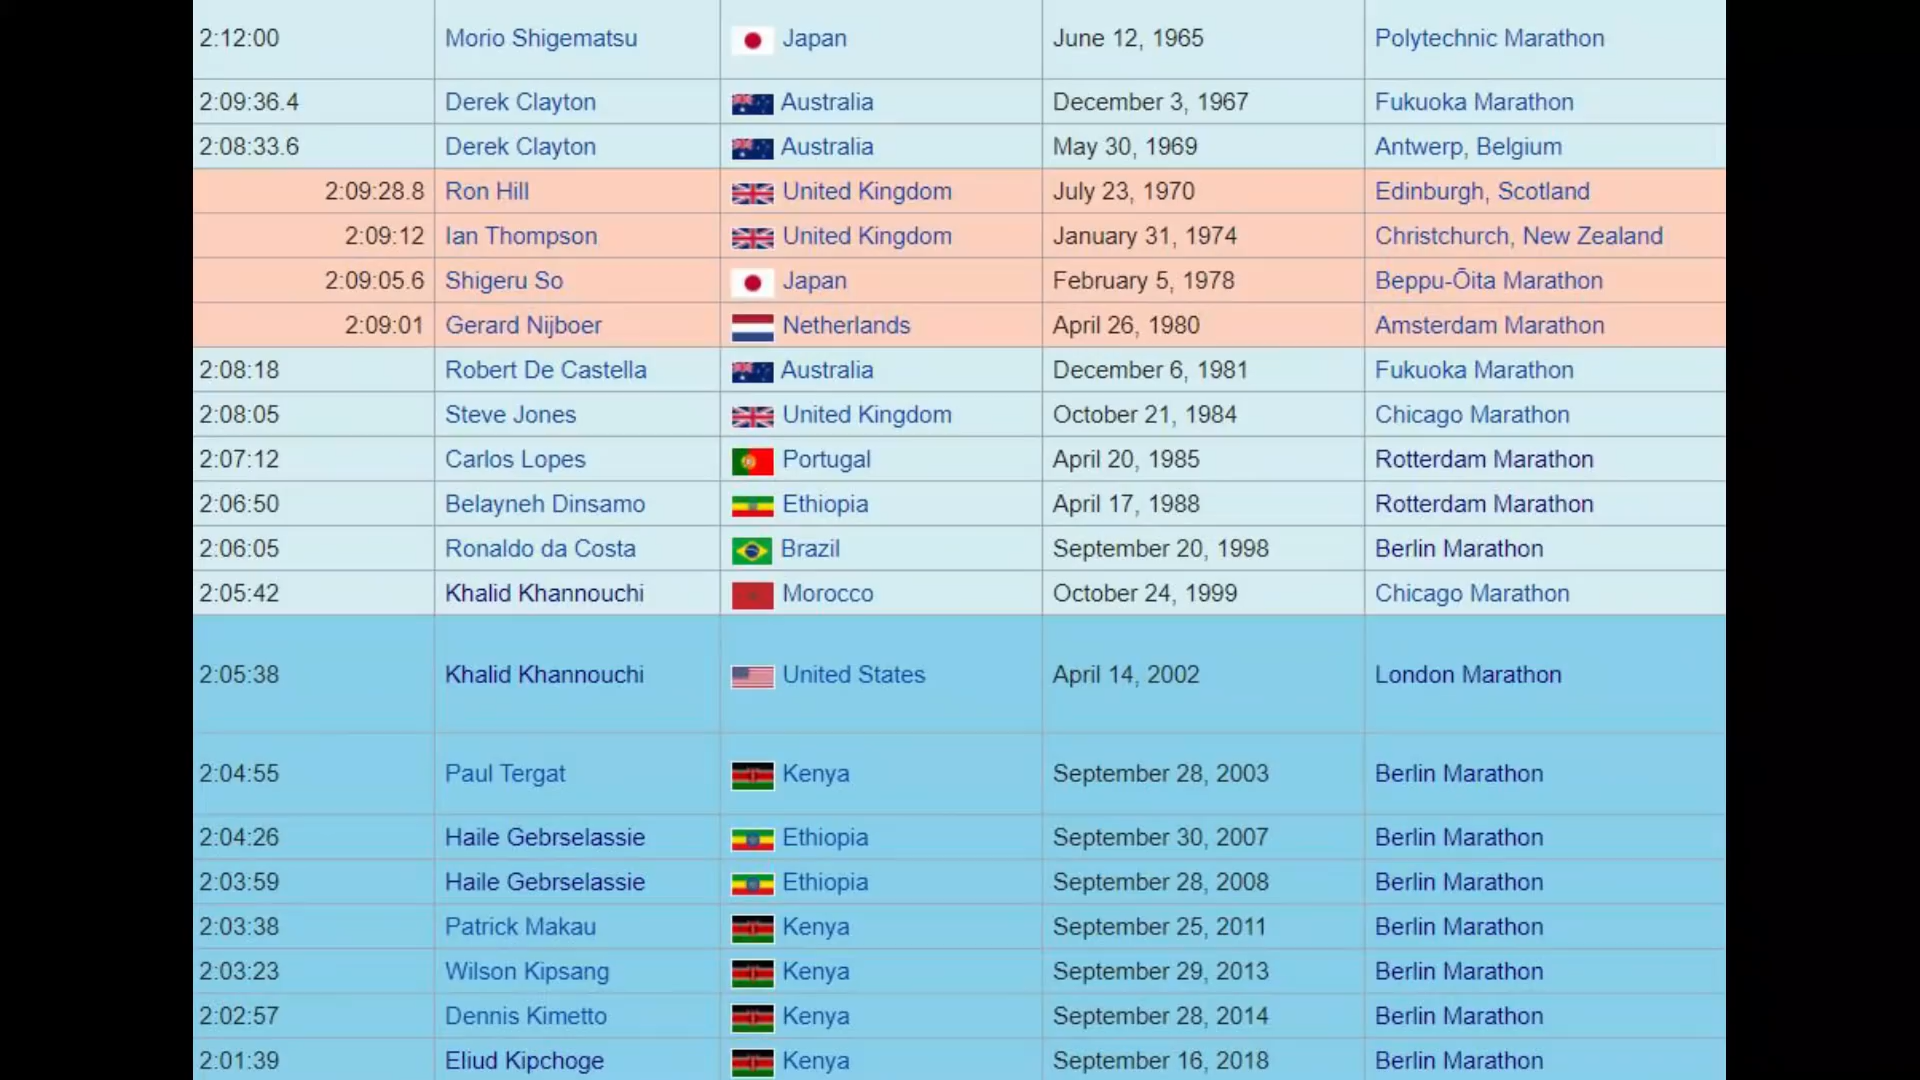 2:12:00 Morio Shigematsu Japan June 12, 1965 Polytechnic Marathon
2:09:36.4 Derek Clayton Australia December 3, 1967 Fukuoka Marathon
2:08:33.6 Derek Clayton Australia May 30, 1969 Antwerp, Belgium
2:09:28.8 Ron Hill United Kingdom July 23, 1970 Edinburgh, Scotland
2:09:12 Ian Thompson United Kingdom January 31, 1974 Christchurch, New Zealand
2:09:05.6 Shigeru So Japan February 5, 1978 Beppu-Ōita Marathon
2:09:01 Gerard Nijboer Netherlands April 26, 1980 Amsterdam Marathon
2:08:18 Robert De Castella Australia December 6, 1981 Fukuoka Marathon
2:08:05 Steve Jones United Kingdom October 21, 1984 Chicago Marathon
2:07:12 Carlos Lopes Portugal April 20, 1985 Rotterdam Marathon
2:06:50 Belayneh Dinsamo Ethiopia April 17, 1988 Rotterdam Marathon
2:06:05 Ronaldo da Costa Brazil September 20, 1998 Berlin Marathon
2:05:42 Khalid Khannouchi Morocco October 24, 1999 Chicago Marathon
2:05:38 Khalid Khannouchi United States April 14, 2002 London Marathon
2:04:55 Paul Tergat Kenya September 28, 2003 Berlin Marathon
2:04:26 Haile Gebrselassie Ethiopia September 30, 2007 Berlin Marathon
2:03:59 Haile Gebrselassie Ethiopia September 28, 2008 Berlin Marathon
2:03:38 Patrick Makau Kenya September 25, 2011 Berlin Marathon
2:03:23 Wilson Kipsang Kenya September 29, 2013 Berlin Marathon
2:02:57 Dennis Kimetto Kenya September 28, 2014 Berlin Marathon
2:01:39 Eliud Kipchoge Kenya September 16, 2018 Berlin Marathon